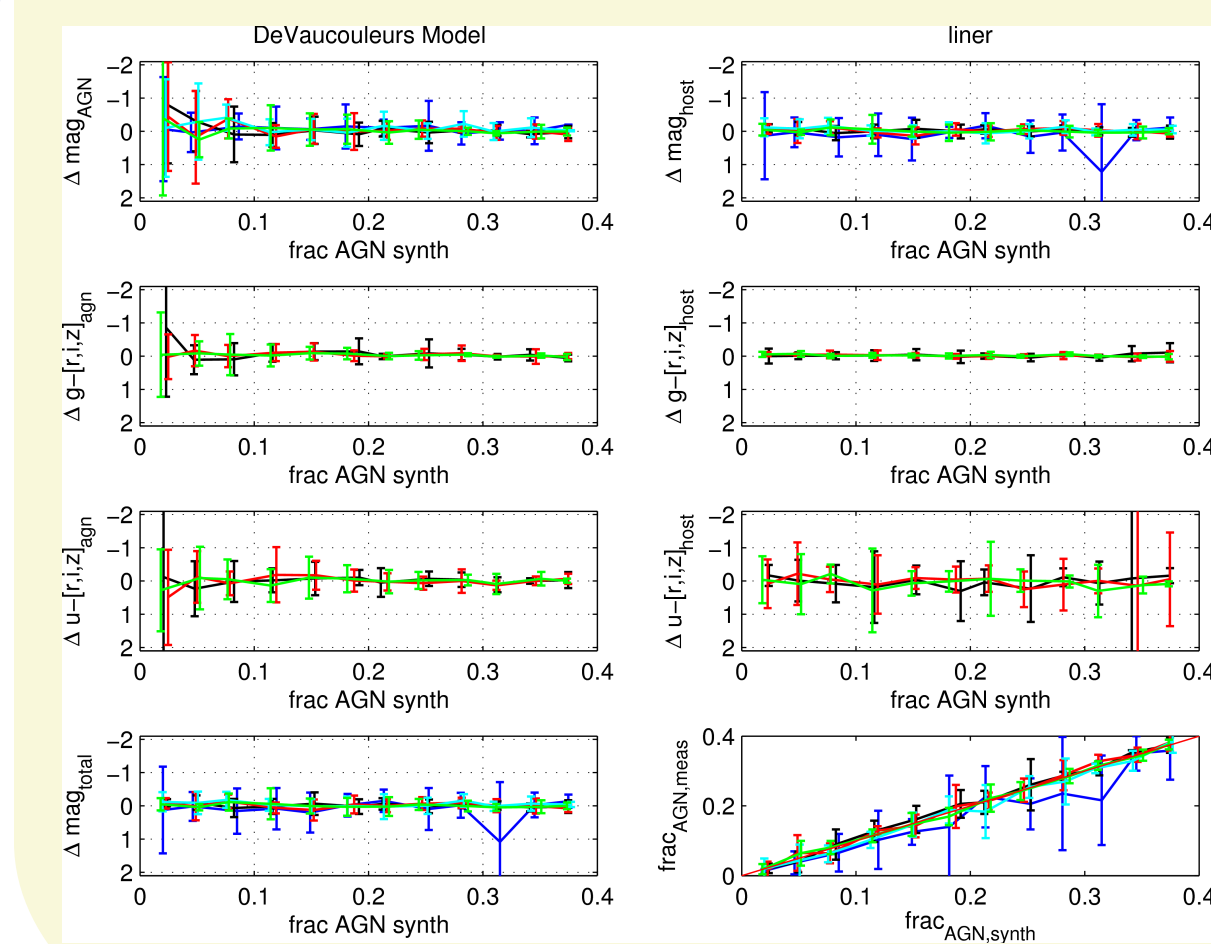 DeVaucouleurs Model
liner
Δ mag_AGN
−2
−1
0
1
2
0 0.1 0.2 0.3 0.4
frac AGN synth
Δ mag_host
−2
−1
0
1
2
0 0.1 0.2 0.3 0.4
frac AGN synth
Δ g−[r,i,z]_agn
−2
−1
0
1
2
0 0.1 0.2 0.3 0.4
frac AGN synth
Δ g−[r,i,z]_host
−2
−1
0
1
2
0 0.1 0.2 0.3 0.4
frac AGN synth
Δ u−[r,i,z]_agn
−2
−1
0
1
2
0 0.1 0.2 0.3 0.4
frac AGN synth
Δ u−[r,i,z]_host
−2
−1
0
1
2
0 0.1 0.2 0.3 0.4
frac AGN synth
Δ mag_total
−2
−1
0
1
2
0 0.1 0.2 0.3 0.4
frac AGN synth
frac_AGN,meas
0.4
0.2
0
0 0.1 0.2 0.3 0.4
frac_AGN,synth